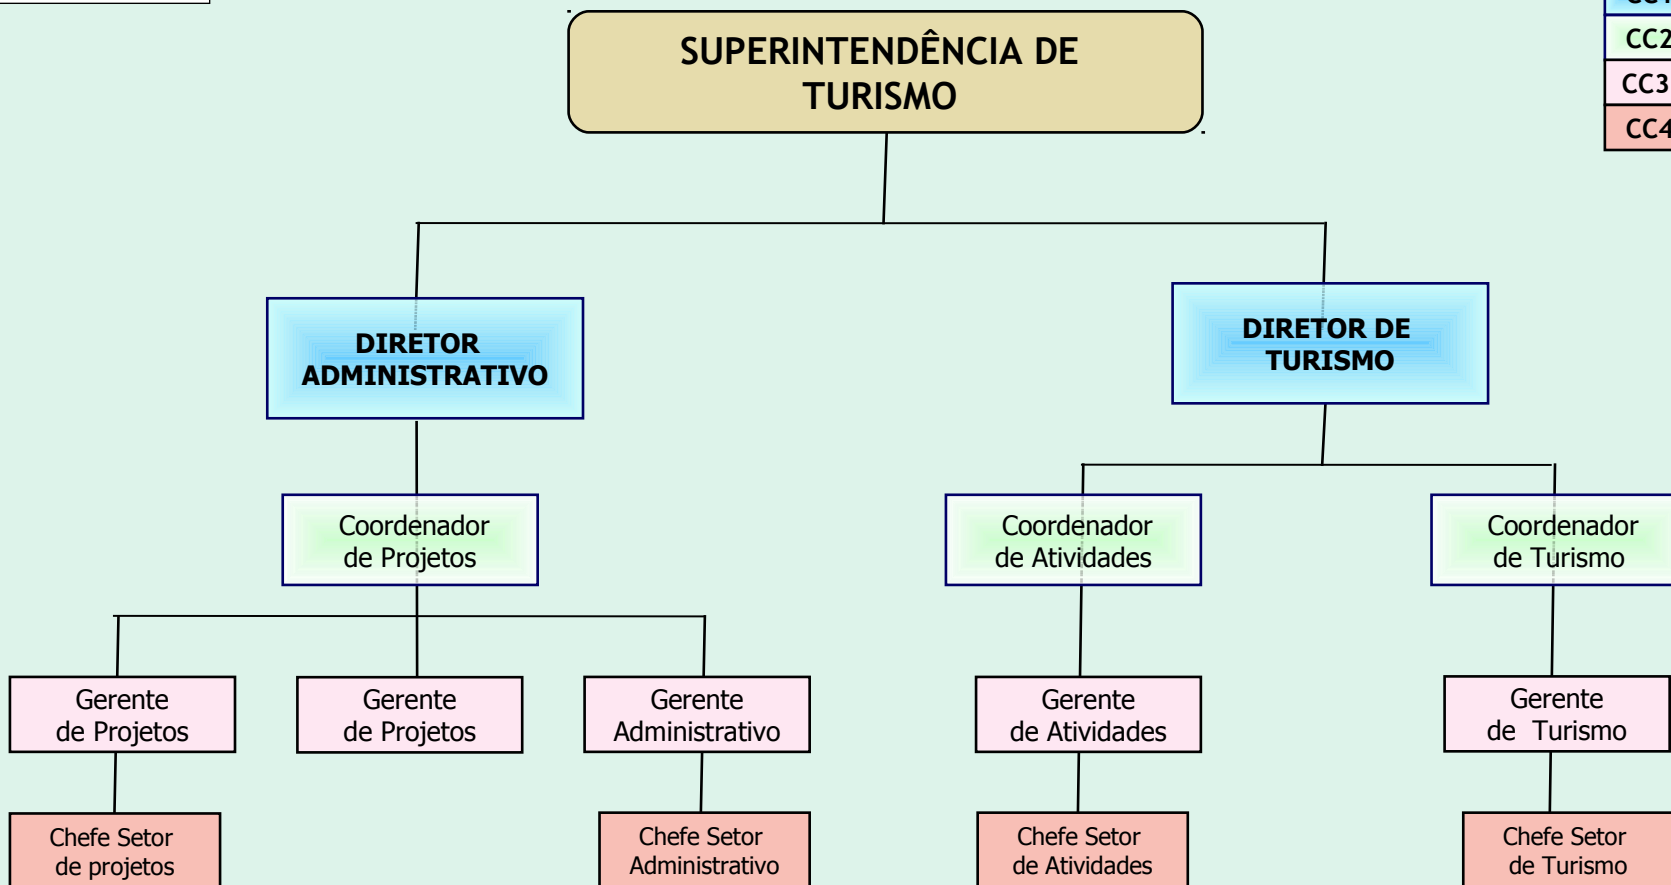 CC1
CC2
CC3
CC4
SUPERINTENDÊNCIA DE
TURISMO
DIRETOR
ADMINISTRATIVO
DIRETOR DE
TURISMO
Coordenador
de Projetos
Coordenador
de Atividades
Coordenador
de Turismo
Gerente
de Projetos
Gerente
de Projetos
Gerente
Administrativo
Gerente
de Atividades
Gerente
de Turismo
Chefe Setor
de projetos
Chefe Setor
Administrativo
Chefe Setor
de Atividades
Chefe Setor
de Turismo